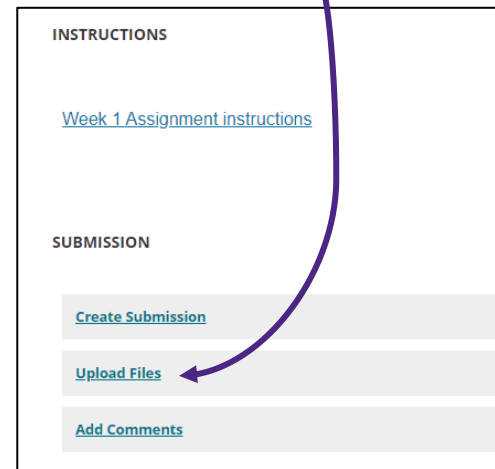 INSTRUCTIONS
Week 1 Assignment instructions
SUBMISSION
Create Submission
Upload Files
Add Comments